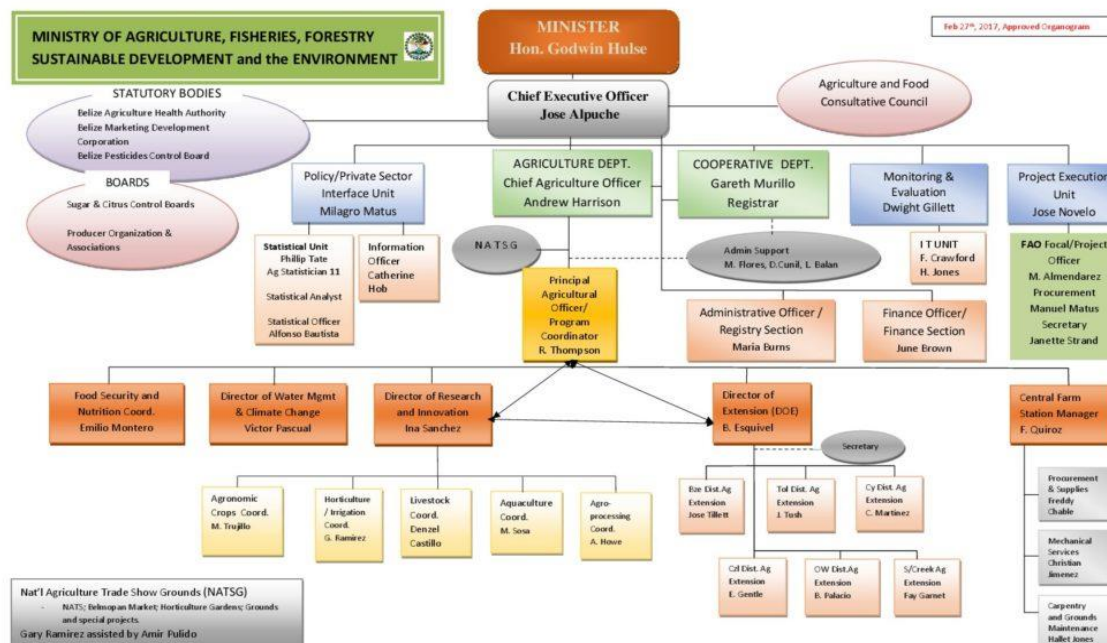 MINISTRY OF AGRICULTURE, FISHERIES, FORESTRY
SUSTAINABLE DEVELOPMENT and the ENVIRONMENT
MINISTER
Hon. Godwin Hulse
Feb 27th, 2017, Approved Organogram
Chief Executive Officer
Jose Alpuche
Agriculture and Food
Consultative Council
STATUTORY BODIES
Belize Agriculture Health Authority
Belize Marketing Development
Corporation
Belize Pesticides Control Board
BOARDS
Sugar & Citrus Control Boards
Producer Organization &
Associations
Policy/Private Sector
Interface Unit
Milagro Matus
AGRICULTURE DEPT.
Chief Agriculture Officer
Andrew Harrison
COOPERATIVE DEPT.
Gareth Murillo
Registrar
Monitoring &
Evaluation
Dwight Gillett
Project Execution
Unit
Jose Novelo
Statistical Unit
Phillip Tate
Ag Statistician 11
Statistical Analyst
Statistical Officer
Alfonso Bautista
Information
Officer
Catherine
Hob
N A T S G
Admin Support
M. Flores, D.Cunil, L. Balan
I T UNIT
F. Crawford
H. Jones
FAO Focal/Project
Officer
M. Almendarez
Procurement
Manuel Matus
Secretary
Janette Strand
Principal
Agricultural
Officer/
Program
Coordinator
R. Thompson
Administrative Officer /
Registry Section
Maria Burns
Finance Officer/
Finance Section
June Brown
Food Security and
Nutrition Coord.
Emilio Montero
Director of Water Mgmt
& Climate Change
Victor Pascual
Director of Research
and Innovation
Ina Sanchez
Director of
Extension (DOE)
B. Esquivel
Central Farm
Station Manager
F. Quiroz
Secretary
Agronomic
Crops Coord.
M. Trujillo
Horticulture
/ Irrigation
Coord.
G. Ramirez
Livestock
Coord.
Denzel
Castillo
Aquaculture
Coord.
M. Sosa
Agro-
processing
Coord.
A. Howe
Bze Dist.Ag
Extension
Jose Tillett
Tol Dist. Ag
Extension
J. Tush
Cy Dist. Ag
Extension
C. Martinez
Czl Dist. Ag
Extension
E. Gentle
OW Dist.Ag
Extension
B. Palacio
S/Creek Ag
Extension
Fay Garnet
Procurement
& Supplies
Freddy
Chable
Mechanical
Services
Christian
Jimenez
Carpentry
and Grounds
Maintenance
Hallet Jones
Nat'l Agriculture Trade Show Grounds (NATSG)
- NATS; Belmopan Market; Horticulture Gardens; Grounds
and special projects.
Gary Ramirez assisted by Amir Pulido